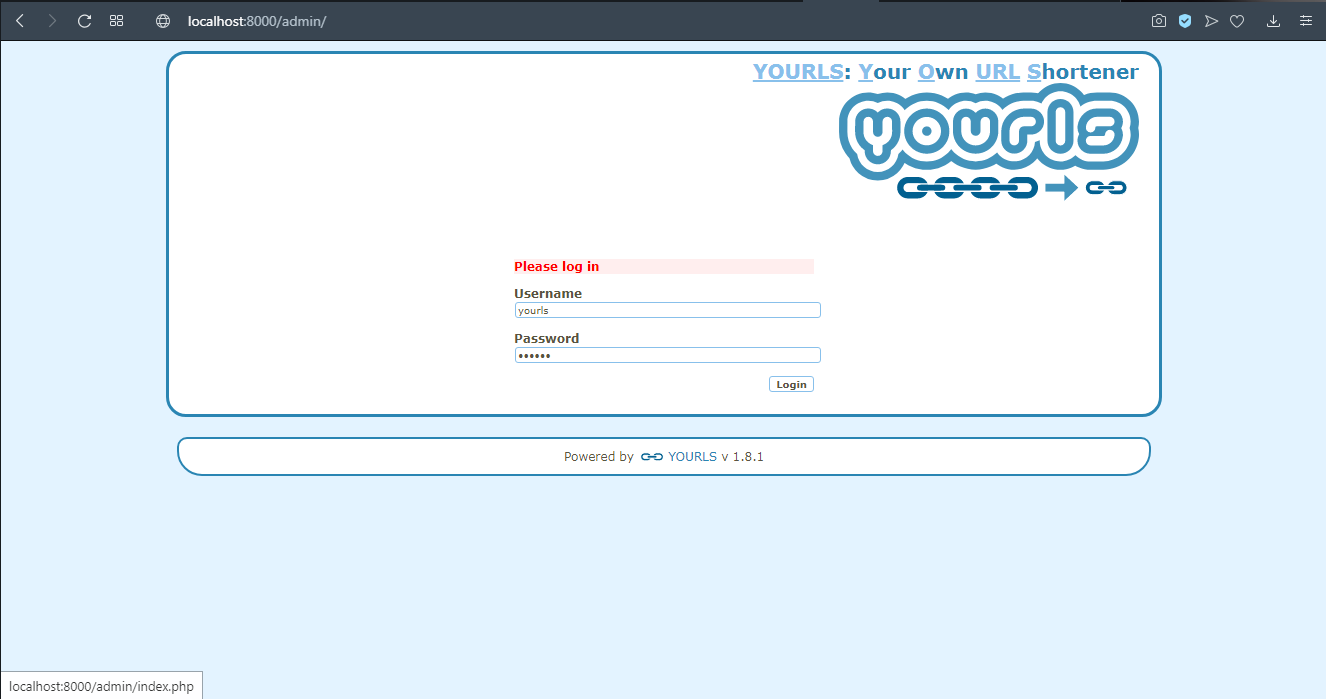 localhost:8000/admin/
YOURLS: Your Own URL Shortener
yourls
Please log in
Username
yourls
Password
••••••
Login
Powered by YOURLS v 1.8.1
localhost:8000/admin/index.php